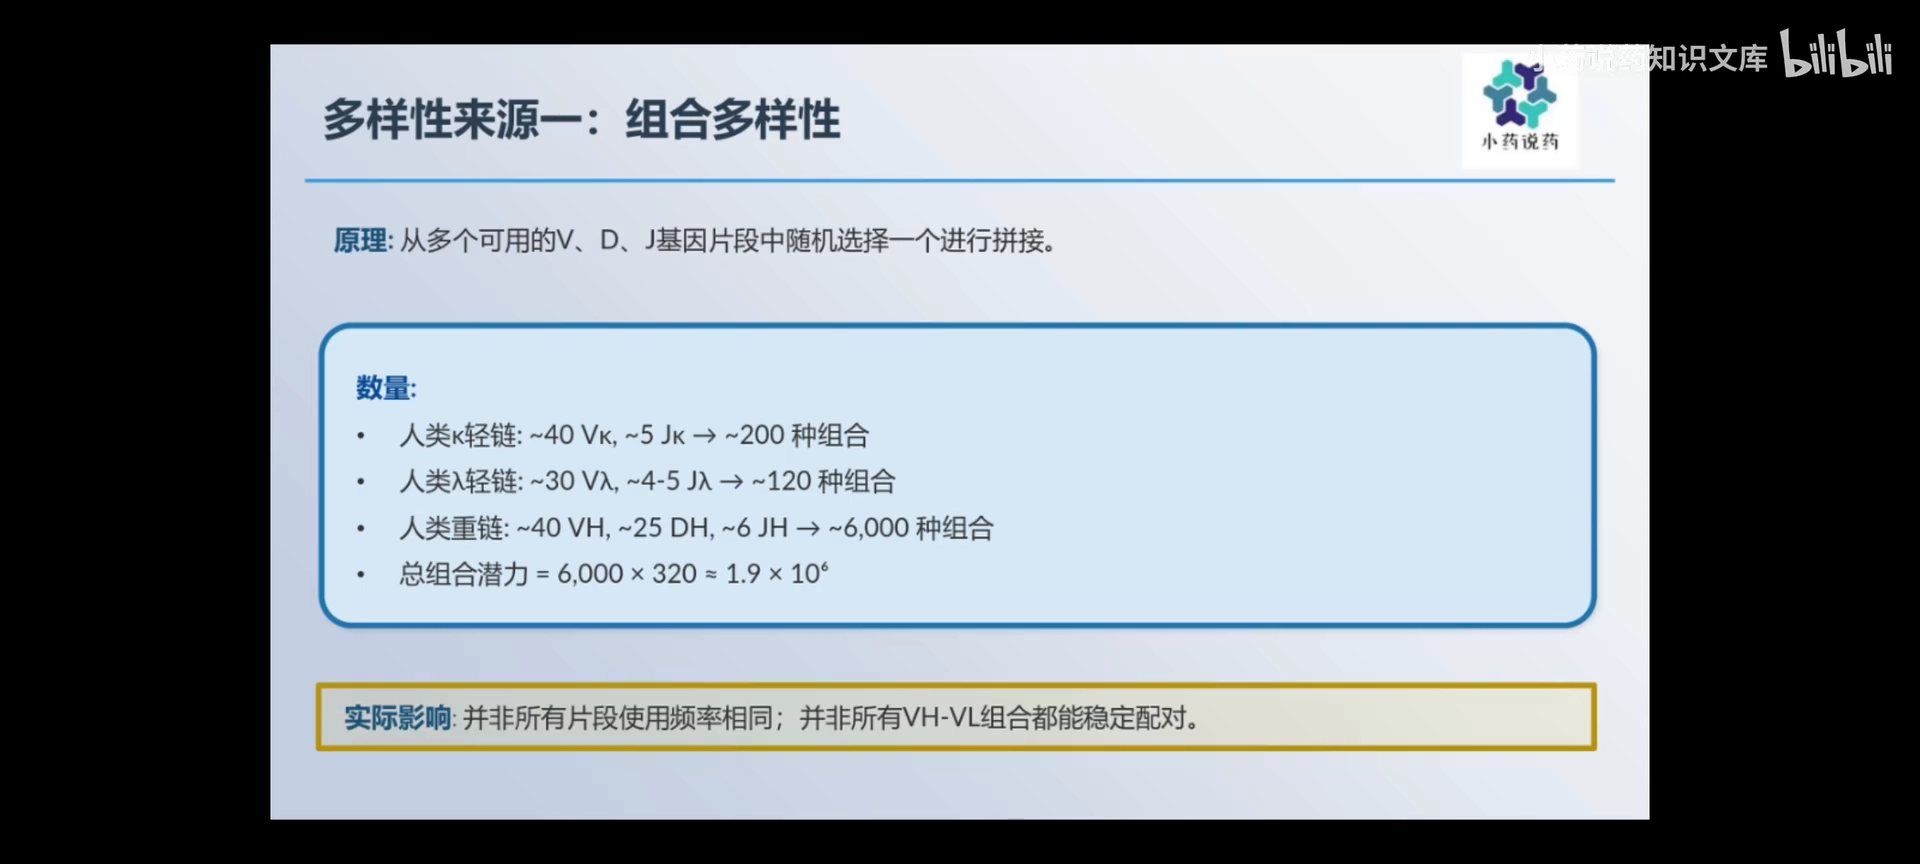 知识文库 bilibili
小药说药
多样性来源一：组合多样性
原理: 从多个可用的V、D、J基因片段中随机选择一个进行拼接。
数量:
• 人类κ轻链: ~40 Vκ, ~5 Jκ → ~200 种组合
• 人类λ轻链: ~30 Vλ, ~4-5 Jλ → ~120 种组合
• 人类重链: ~40 VH, ~25 DH, ~6 JH → ~6,000 种组合
• 总组合潜力 = 6,000 × 320 ≈ 1.9 × 10⁶
实际影响: 并非所有片段使用频率相同；并非所有VH-VL组合都能稳定配对。